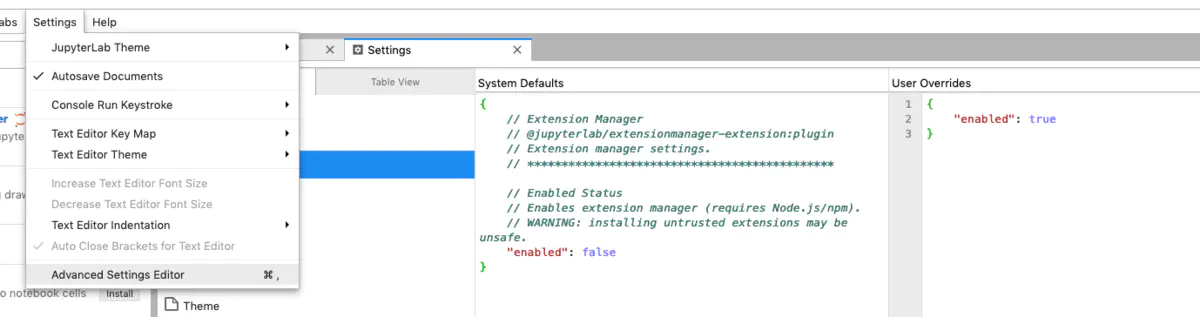 abs Settings Help
JupyterLab Theme
Autosave Documents
Console Run Keystroke
Text Editor Key Map
Text Editor Theme
Increase Text Editor Font Size
Decrease Text Editor Font Size
Text Editor Indentation
Auto Close Brackets for Text Editor
Advanced Settings Editor ⌘ ,
er
upyte
g draw
o notebook cells Install
Settings
Table View
Theme
System Defaults
{
// Extension Manager
// @jupyterlab/extensionmanager-extension:plugin
// Extension manager settings.
// ********************************************
// Enabled Status
// Enables extension manager (requires Node.js/npm).
// WARNING: installing untrusted extensions may be
unsafe.
"enabled": false
}
User Overrides
1 {
2 "enabled": true
3 }